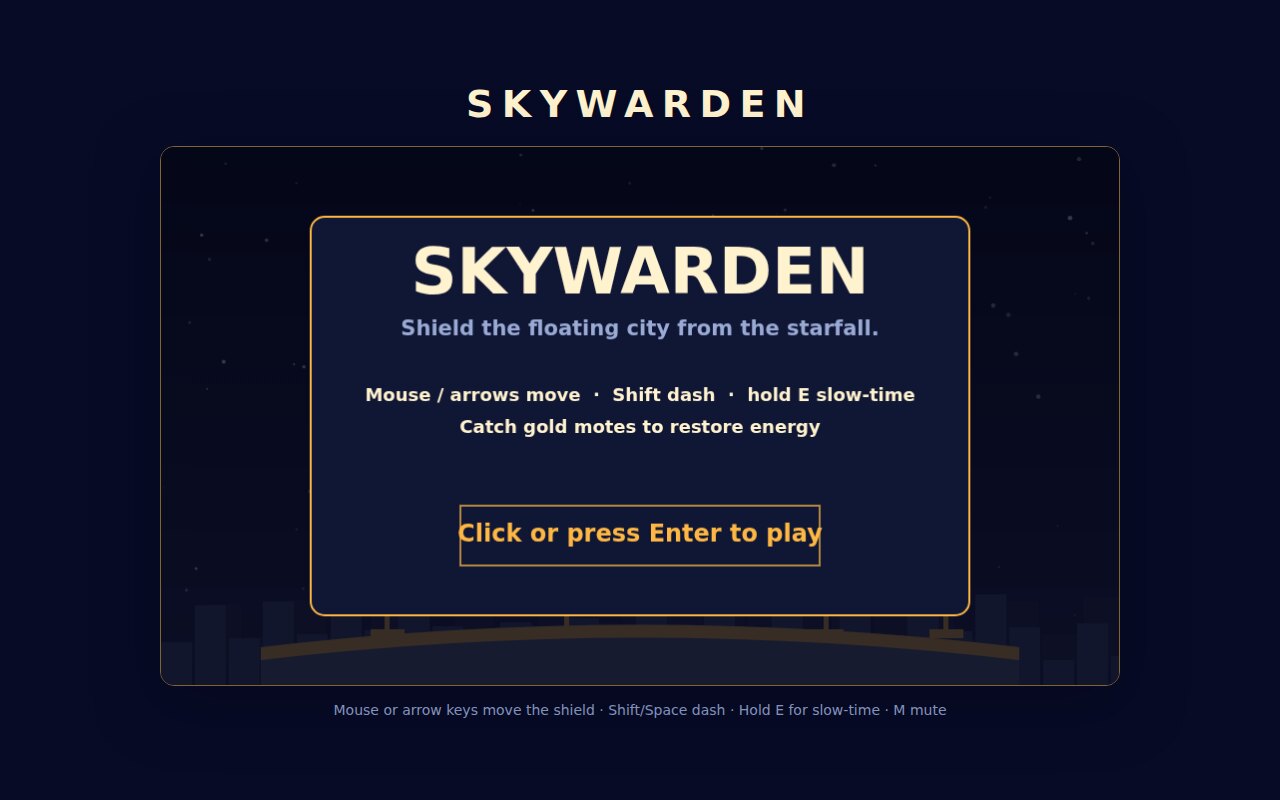 SKYWARDEN
SKYWARDEN
Shield the floating city from the starfall.
Mouse / arrows move · Shift dash · hold E slow-time
Catch gold motes to restore energy
Click or press Enter to play
Mouse or arrow keys move the shield · Shift/Space dash · Hold E for slow-time · M mute